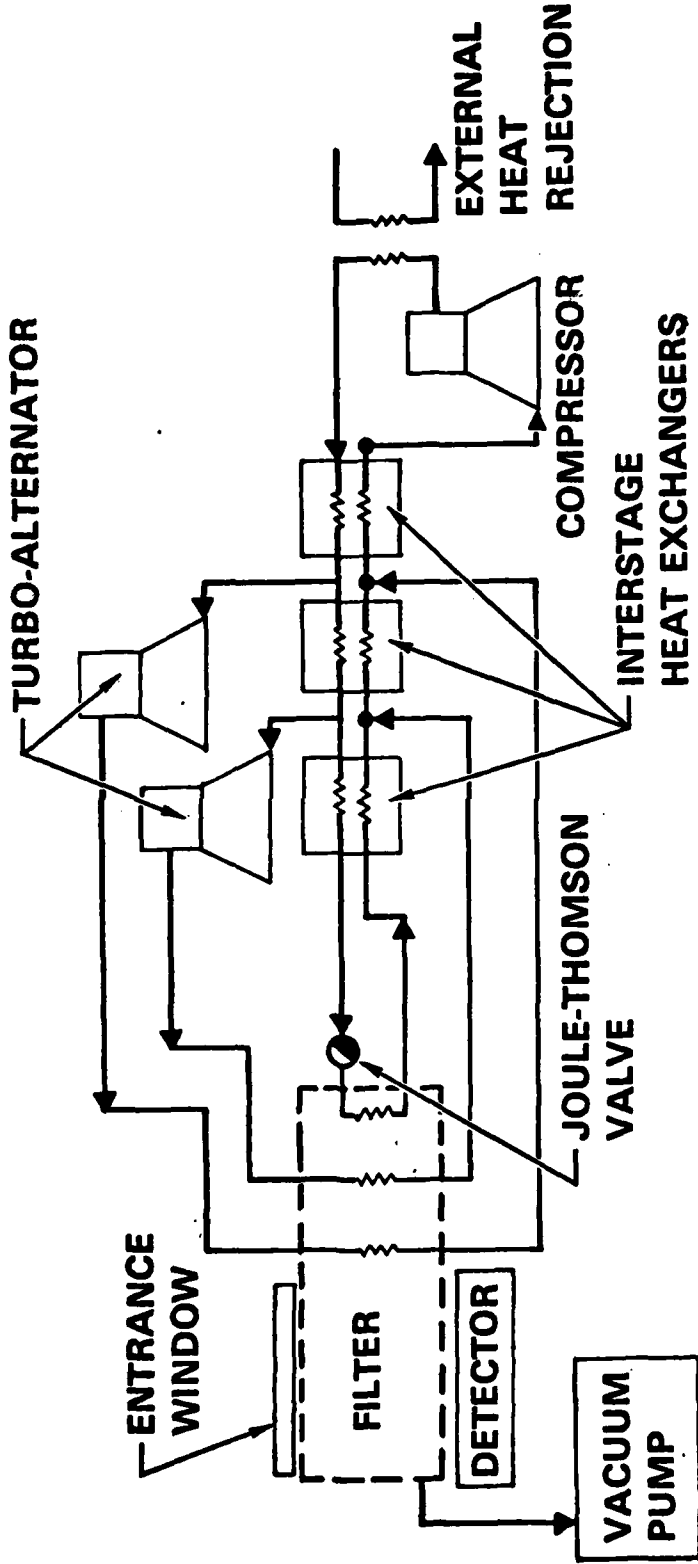 TURBO-ALTERNATOR
ENTRANCE
WINDOW
FILTER
DETECTOR
VACUUM
PUMP
JOULE-THOMSON
VALVE
INTERSTAGE
HEAT EXCHANGERS
COMPRESSOR
EXTERNAL
HEAT
REJECTION